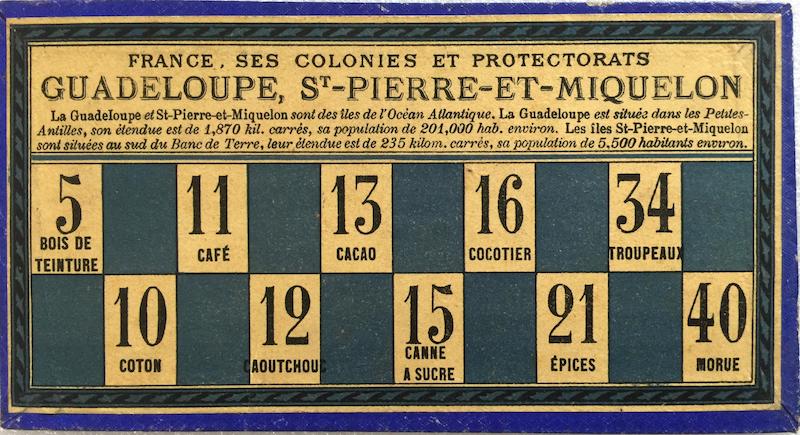 FRANCE, SES COLONIES ET PROTECTORATS
GUADELOUPE, ST-PIERRE-ET-MIQUELON
La Guadeloupe et St-Pierre-et-Miquelon sont des îles de l'Océan Atlantique. La Guadeloupe est située dans les Petites-
Antilles, son étendue est de 1,870 kil. carrés, sa population de 201,000 hab. environ. Les îles St-Pierre-et-Miquelon
sont situées au sud du Banc de Terre, leur étendue est de 235 kilom. carrés, sa population de 5,500 habitants environ.
5
BOIS DE
TEINTURE
11
CAFÉ
13
CACAO
16
COCOTIER
34
TROUPEAUX
10
COTON
12
CAOUTCHOUC
15
CANNE
A SUCRE
21
ÉPICES
40
MORUE